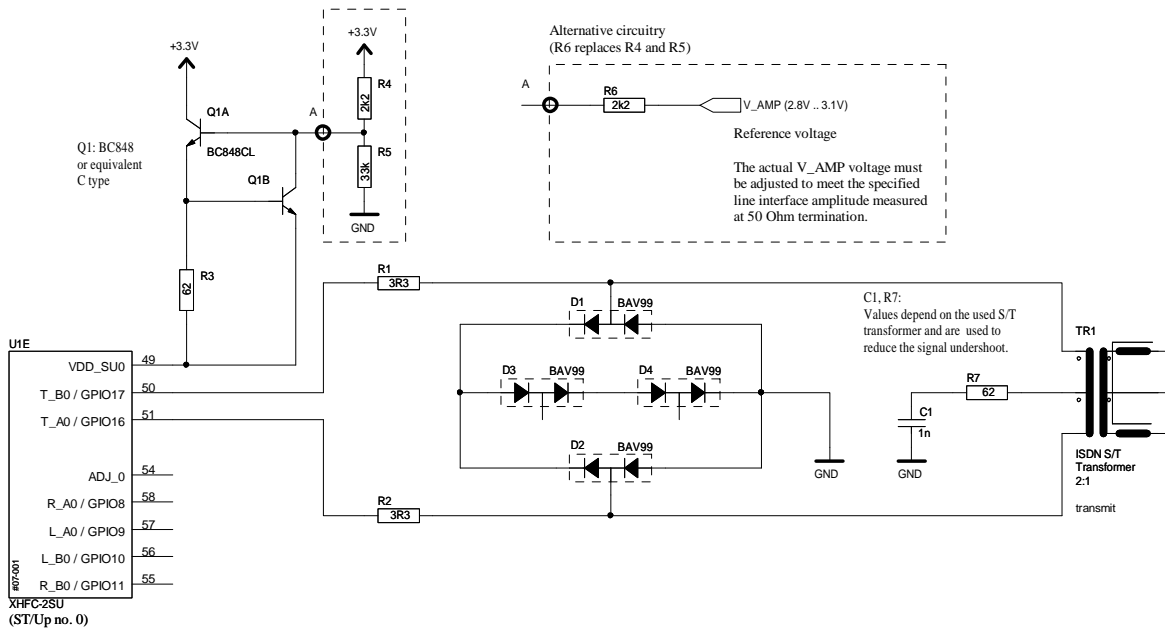 +3.3V
+3.3V
Alternative circuitry
(R6 replaces R4 and R5)
R4
2k2
A
R6
2k2
V_AMP (2.8V .. 3.1V)
Q1A
A
BC848CL
Q1: BC848
or equivalent
C type
R5
33k
Reference voltage
The actual V_AMP voltage must
be adjusted to meet the specified
line interface amplitude measured
at 50 Ohm termination.
Q1B
GND
R3
62
R1
3R3
D1
BAV99
C1, R7:
Values depend on the used S/T
transformer and are used to
reduce the signal undershoot.
TR1
U1E
VDD_SU0
49
T_B0 / GPIO17
50
T_A0 / GPIO16
51
ADJ_0
54
R_A0 / GPIO8
58
L_A0 / GPIO9
57
L_B0 / GPIO10
56
R_B0 / GPIO11
55
#07-001
XHFC-2SU
(ST/Up no. 0)
D3
BAV99
D4
BAV99
R7
62
C1
1n
D2
BAV99
GND
GND
R2
3R3
ISDN S/T
Transformer
2:1
transmit